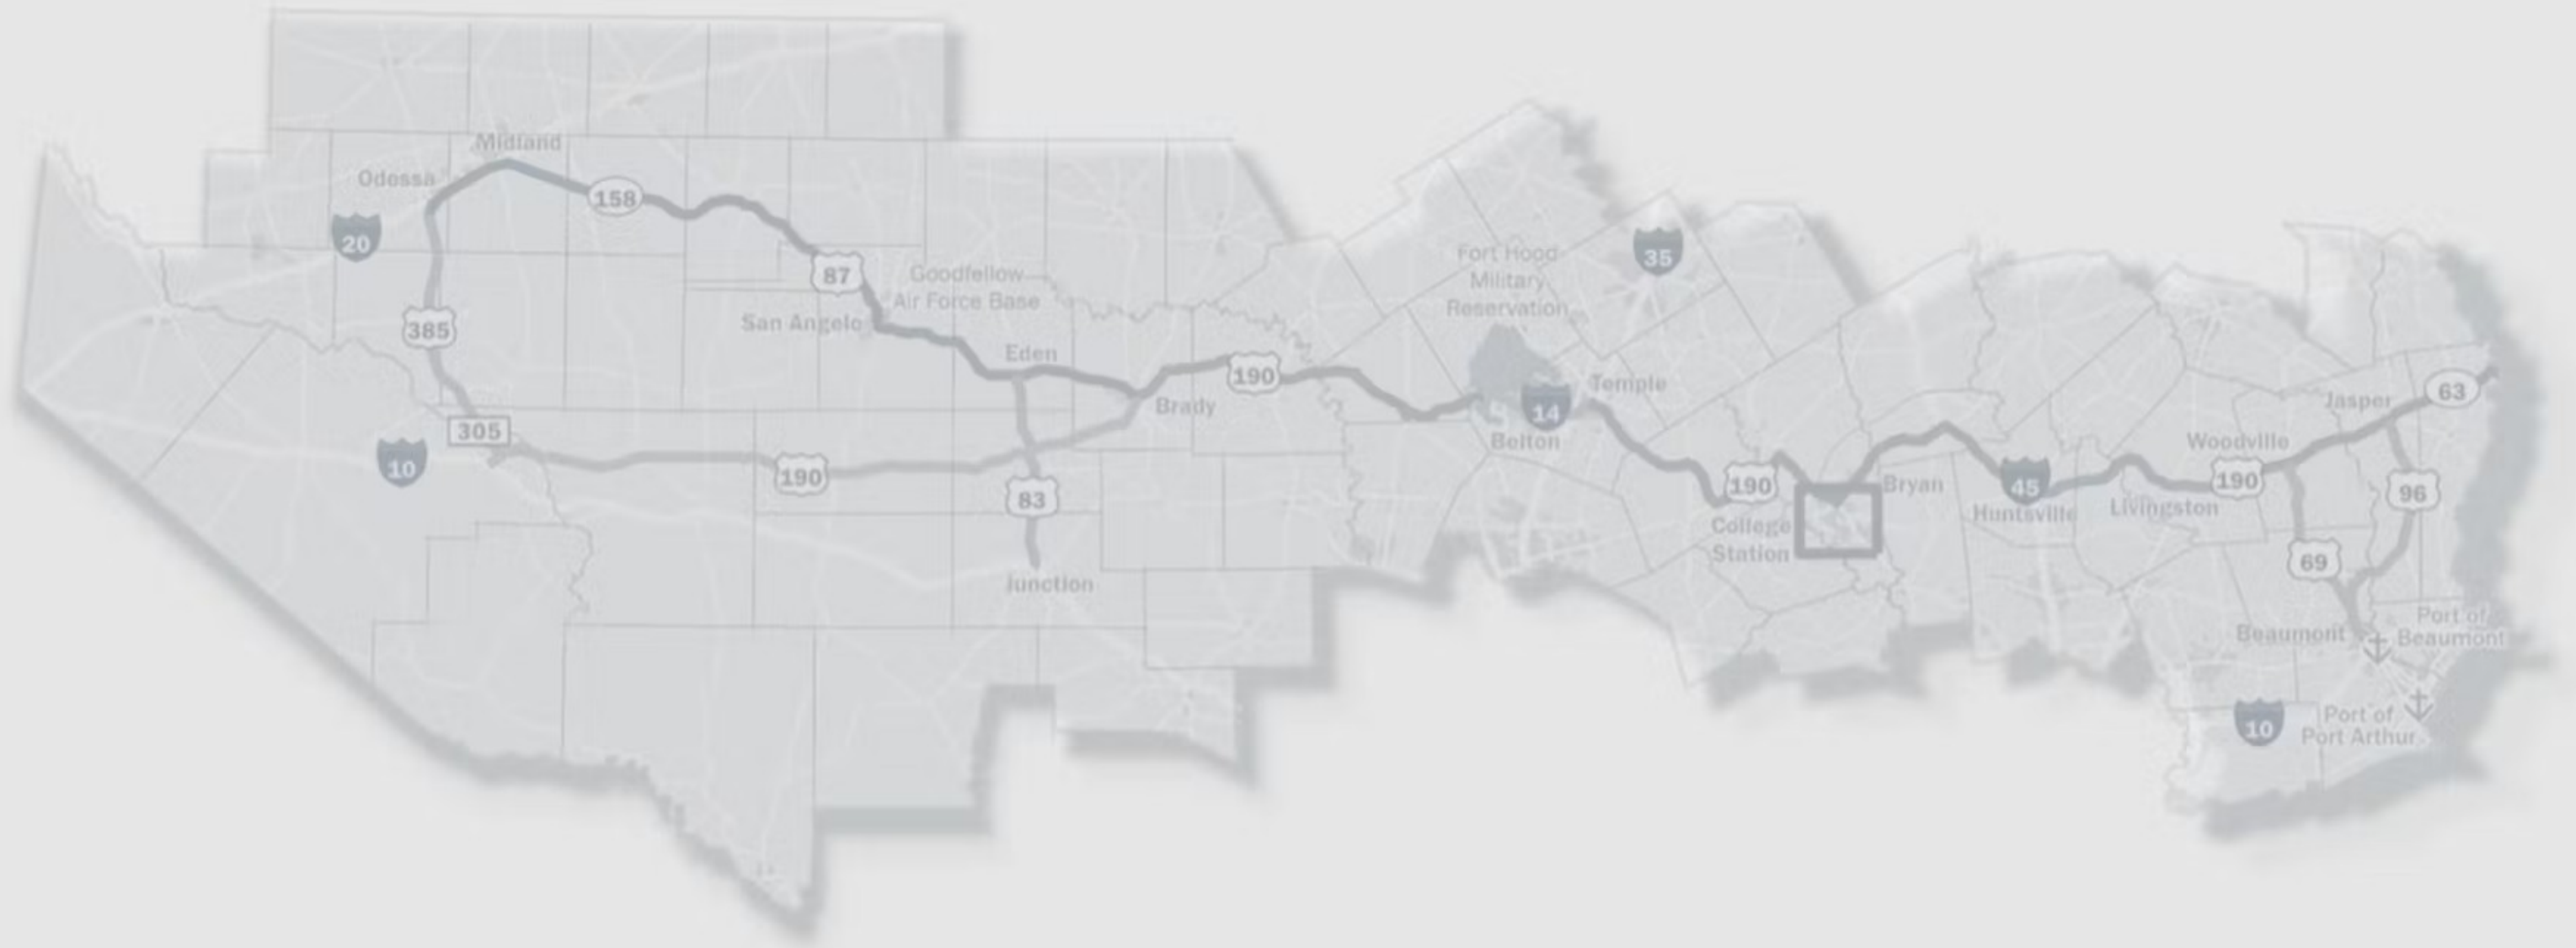 Midland
Odossa
158
20
35
Fort Hood
Military
Reservation
87
Goodfellow
Air Force Base
San Angelo
385
Eden
190
Temple
14
Brady
Belton
Jasper
63
305
10
190
83
Junction
190
College
Station
Bryan
45
Huntsville
Livingston
Woodville
190
96
69
Beaumont
Port of
Beaumont
10
Port of
Port Arthur